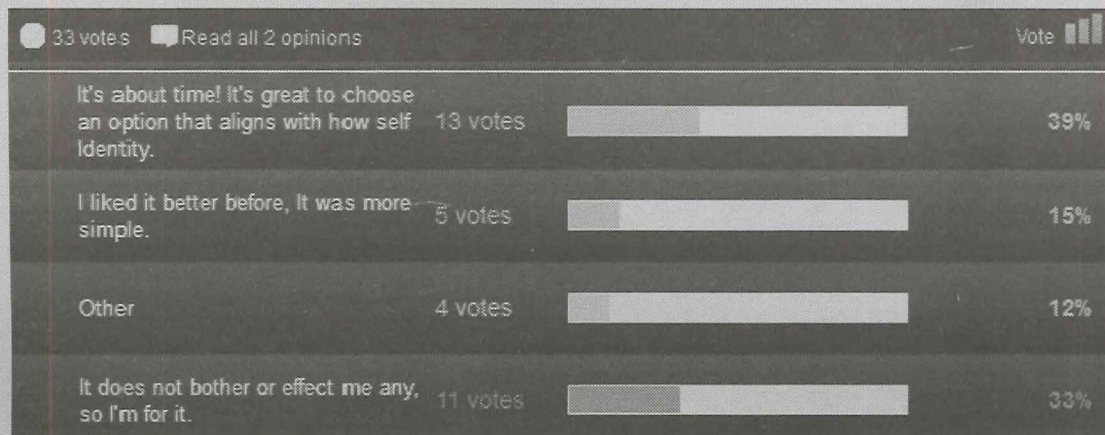 33 votes Read all 2 opinions Vote
It's about time! It's great to choose
an option that aligns with how self
Identity.
13 votes 39%
I liked it better before, It was more
simple.
5 votes 15%
Other 4 votes 12%
It does not bother or effect me any,
so I'm for it.
11 votes 33%